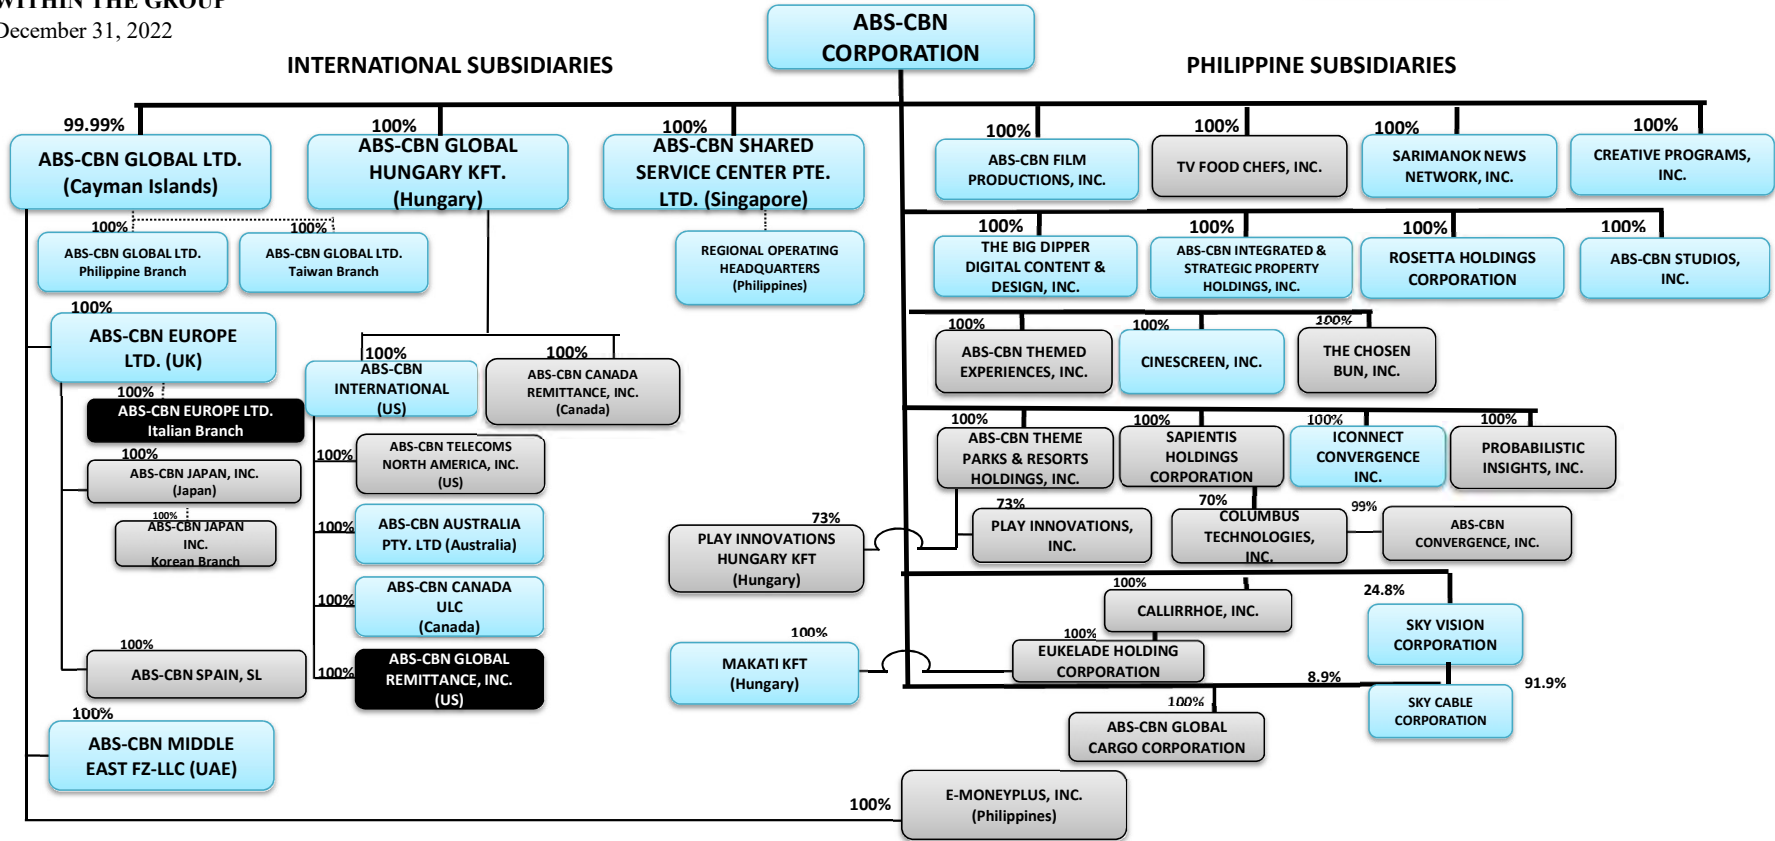 WITHIN THE GROUP
December 31, 2022
ABS-CBN
CORPORATION
INTERNATIONAL SUBSIDIARIES
PHILIPPINE SUBSIDIARIES
99.99%
ABS-CBN GLOBAL LTD.
(Cayman Islands)
100%
ABS-CBN GLOBAL
HUNGARY KFT.
(Hungary)
100%
ABS-CBN SHARED
SERVICE CENTER PTE.
LTD. (Singapore)
100%
ABS-CBN FILM
PRODUCTIONS, INC.
100%
TV FOOD CHEFS, INC.
100%
SARIMANOK NEWS
NETWORK, INC.
100%
CREATIVE PROGRAMS,
INC.
100%
ABS-CBN GLOBAL LTD.
Philippine Branch
100%
ABS-CBN GLOBAL LTD.
Taiwan Branch
100%
REGIONAL OPERATING
HEADQUARTERS
(Philippines)
100%
THE BIG DIPPER
DIGITAL CONTENT &
DESIGN, INC.
100%
ABS-CBN INTEGRATED &
STRATEGIC PROPERTY
HOLDINGS, INC.
100%
ROSETTA HOLDINGS
CORPORATION
100%
ABS-CBN STUDIOS,
INC.
100%
ABS-CBN EUROPE
LTD. (UK)
100%
ABS-CBN EUROPE LTD.
Italian Branch
100%
ABS-CBN JAPAN, INC.
(Japan)
100%
ABS-CBN JAPAN
INC.
Korean Branch
100%
ABS-CBN SPAIN, SL
100%
ABS-CBN MIDDLE
EAST FZ-LLC (UAE)
100%
ABS-CBN
INTERNATIONAL
(US)
100%
ABS-CBN CANADA
REMITTANCE, INC.
(Canada)
100%
ABS-CBN TELECOMS
NORTH AMERICA, INC.
(US)
100%
ABS-CBN AUSTRALIA
PTY. LTD (Australia)
100%
ABS-CBN CANADA
ULC
(Canada)
100%
ABS-CBN GLOBAL
REMITTANCE, INC.
(US)
100%
ABS-CBN THEMED
EXPERIENCES, INC.
100%
CINESCREEN, INC.
100%
THE CHOSEN
BUN, INC.
100%
ABS-CBN THEME
PARKS & RESORTS
HOLDINGS, INC.
100%
SAPIENTIS
HOLDINGS
CORPORATION
100%
ICONNECT
CONVERGENCE
INC.
100%
PROBABILISTIC
INSIGHTS, INC.
73%
PLAY INNOVATIONS
HUNGARY KFT
(Hungary)
73%
PLAY INNOVATIONS,
INC.
70%
COLUMBUS
TECHNOLOGIES,
INC.
99%
ABS-CBN
CONVERGENCE, INC.
100%
CALLIRRHOE, INC.
24.8%
SKY VISION
CORPORATION
100%
MAKATI KFT
(Hungary)
100%
EUKELADE HOLDING
CORPORATION
8.9%
91.9%
SKY CABLE
CORPORATION
100%
ABS-CBN GLOBAL
CARGO CORPORATION
100%
E-MONEYPLUS, INC.
(Philippines)